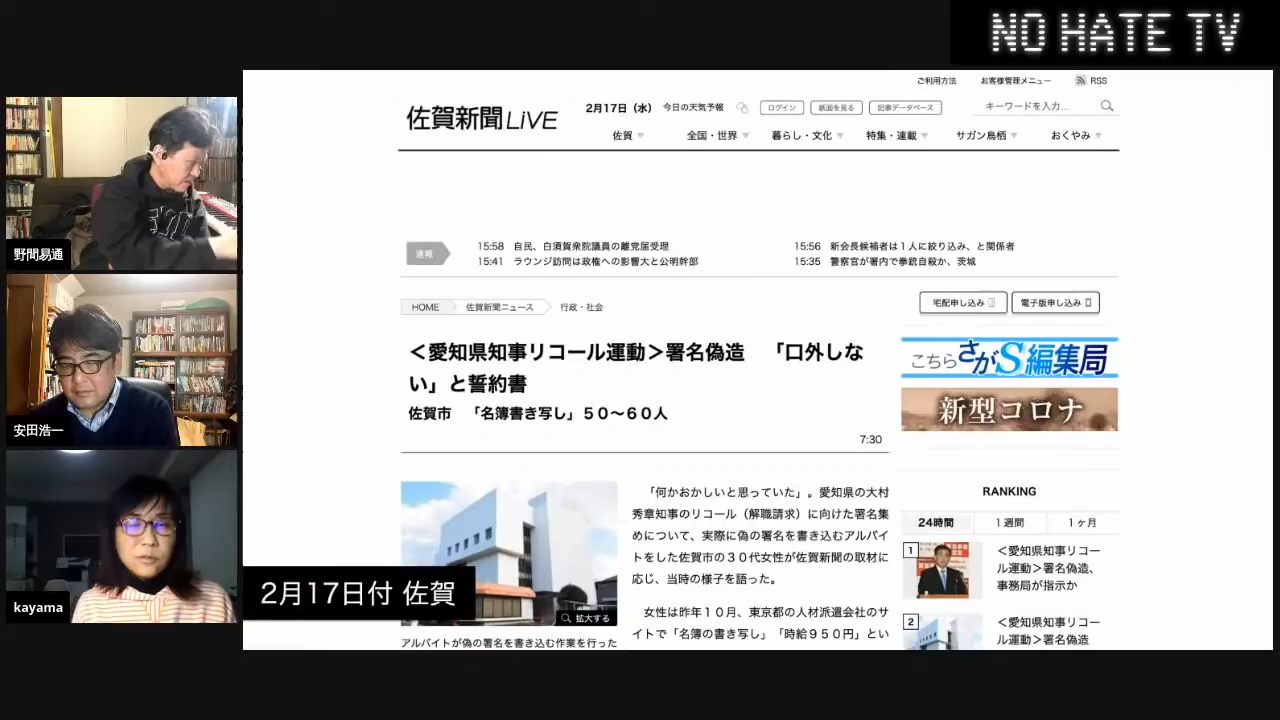 NO HATE TV
野間易通
安田浩一
kayama
佐賀新聞LiVE
2月17日（水） 今日の天気予報
ログイン
紙面を見る
記事データベース
ご利用方法
お客様管理メニュー
RSS
キーワードを入力...
佐賀
全国・世界
暮らし・文化
特集・連載
サガン鳥栖
おくやみ
速報
15:58 自民、白須賀衆院議員の離党届受理
15:41 ラウンジ訪問は政権への影響大と公明幹部
15:56 新会長候補者は１人に絞り込み、と関係者
15:35 警察官が署内で拳銃自殺か、茨城
HOME
佐賀新聞ニュース
行政・社会
宅配申し込み
電子版申し込み
＜愛知県知事リコール運動＞署名偽造　「口外しな
い」と誓約書
佐賀市　「名簿書き写し」５０～６０人
7:30
「何かおかしいと思っていた」。愛知県の大村
秀章知事のリコール（解職請求）に向けた署名集
めについて、実際に偽の署名を書き込むアルバイ
トをした佐賀市の３０代女性が佐賀新聞の取材に
応じ、当時の様子を語った。
女性は昨年１０月、東京都の人材派遣会社のサ
イトで「名簿の書き写し」「時給９５０円」とい
拡大する
アルバイトが偽の署名を書き込む作業を行った
2月17日付 佐賀
こちらさがS編集局
新型コロナ
RANKING
24時間
１週間
１ヶ月
1
＜愛知県知事リコー
ル運動＞署名偽造、
事務局が指示か
2
＜愛知県知事リコー
ル運動＞署名偽造